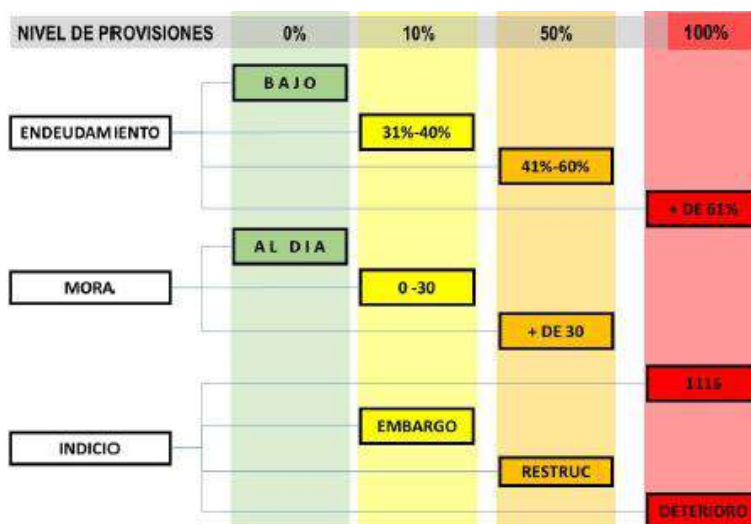 NIVEL DE PROVISIONES 0% 10% 50% 100%
BAJO
ENDEUDAMIENTO 31%-40%
41%-60%
+ DE 61%
AL DIA
MORA 0 -30
+ DE 30
1116
EMBARGO
INDICIO
RESTRUC
DETERIORO